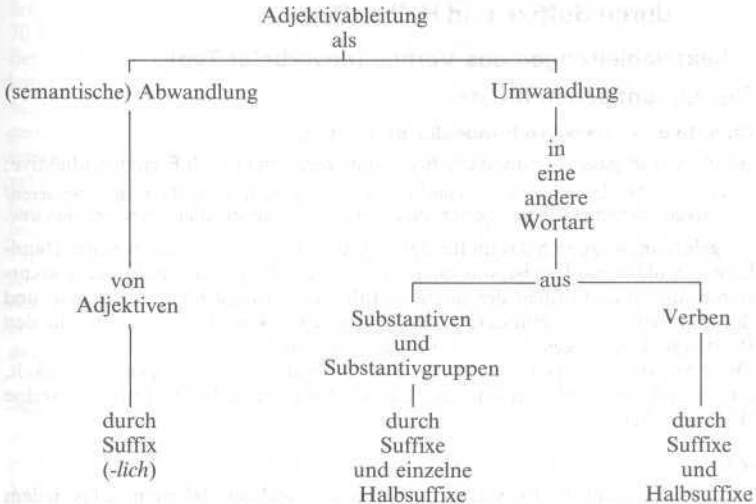 Adjektivableitung
als
(semantische) Abwandlung
Umwandlung
in
eine
andere
Wortart
von
Adjektiven
aus
Substantiven
und
Substantivgruppen
Verben
durch
Suffix
(-lich)
durch
Suffixe
und einzelne
Halbsuffixe
durch
Suffixe
und
Halbsuffixe